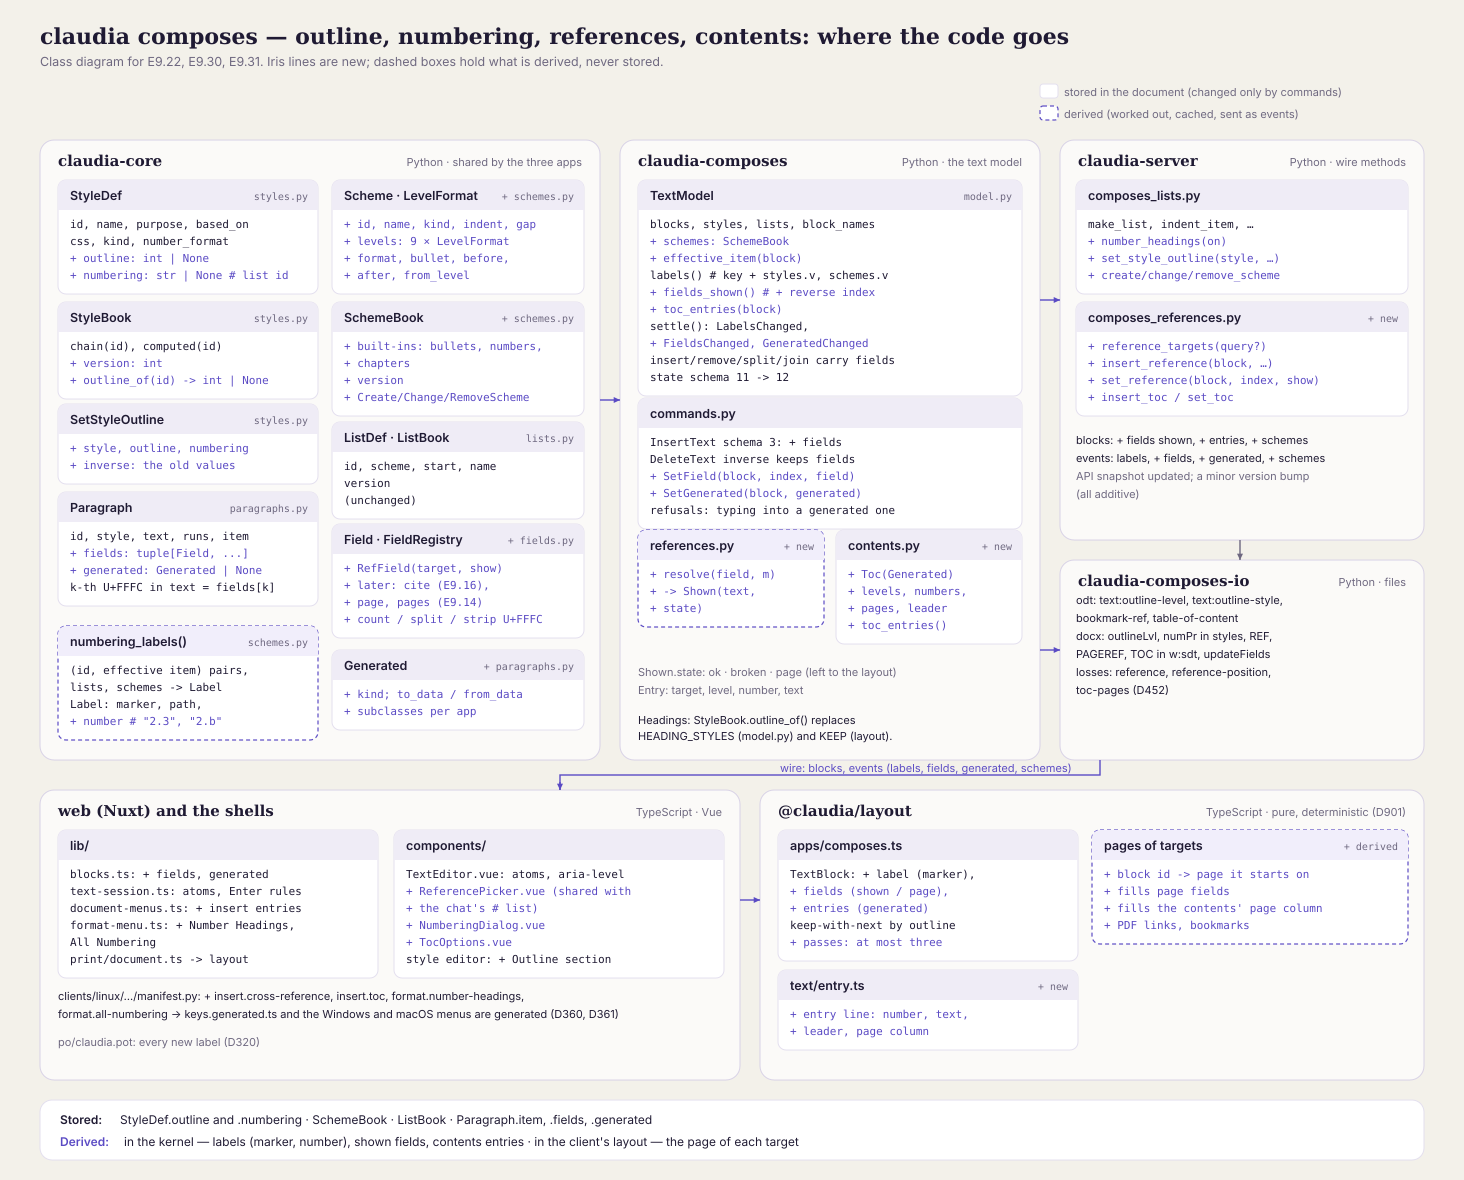 claudia composes — outline, numbering, references, contents: where the code goes
Class diagram for E9.22, E9.30, E9.31. Iris lines are new; dashed boxes hold what is derived, never stored.
stored in the document (changed only by commands)
derived (worked out, cached, sent as events)
claudia-core
Python · shared by the three apps
StyleDef
styles.py
id, name, purpose, based_on
css, kind, number_format
+ outline: int | None
+ numbering: str | None # list id
StyleBook
styles.py
chain(id), computed(id)
+ version: int
+ outline_of(id) -> int | None
SetStyleOutline
styles.py
+ style, outline, numbering
+ inverse: the old values
Paragraph
paragraphs.py
id, style, text, runs, item
+ fields: tuple[Field, ...]
+ generated: Generated | None
k-th U+FFFC in text = fields[k]
numbering_labels()
schemes.py
(id, effective item) pairs,
lists, schemes -> Label
Label: marker, path,
+ number # "2.3", "2.b"
Scheme · LevelFormat
+ schemes.py
+ id, name, kind, indent, gap
+ levels: 9 × LevelFormat
+ format, bullet, before,
+ after, from_level
SchemeBook
+ schemes.py
+ built-ins: bullets, numbers,
+ chapters
+ version
+ Create/Change/RemoveScheme
ListDef · ListBook
lists.py
id, scheme, start, name
version
(unchanged)
Field · FieldRegistry
+ fields.py
+ RefField(target, show)
+ later: cite (E9.16),
+ page, pages (E9.14)
+ count / split / strip U+FFFC
Generated
+ paragraphs.py
+ kind; to_data / from_data
+ subclasses per app
claudia-composes
Python · the text model
TextModel
model.py
blocks, styles, lists, block_names
+ schemes: SchemeBook
+ effective_item(block)
labels() # key + styles.v, schemes.v
+ fields_shown() # + reverse index
+ toc_entries(block)
settle(): LabelsChanged,
+ FieldsChanged, GeneratedChanged
insert/remove/split/join carry fields
state schema 11 -> 12
commands.py
InsertText schema 3: + fields
DeleteText inverse keeps fields
+ SetField(block, index, field)
+ SetGenerated(block, generated)
refusals: typing into a generated one
references.py
+ new
+ resolve(field, m)
+ -> Shown(text,
+ state)
contents.py
+ new
+ Toc(Generated)
+ levels, numbers,
+ pages, leader
+ toc_entries()
Shown.state: ok · broken · page (left to the layout)
Entry: target, level, number, text
Headings: StyleBook.outline_of() replaces
HEADING_STYLES (model.py) and KEEP (layout).
claudia-server
Python · wire methods
composes_lists.py
make_list, indent_item, …
+ number_headings(on)
+ set_style_outline(style, …)
+ create/change/remove_scheme
composes_references.py
+ new
+ reference_targets(query?)
+ insert_reference(block, …)
+ set_reference(block, index, show)
+ insert_toc / set_toc
blocks: + fields shown, + entries, + schemes
events: labels, + fields, + generated, + schemes
API snapshot updated; a minor version bump
(all additive)
claudia-composes-io
Python · files
odt: text:outline-level, text:outline-style,
bookmark-ref, table-of-content
docx: outlineLvl, numPr in styles, REF,
PAGEREF, TOC in w:sdt, updateFields
losses: reference, reference-position,
toc-pages (D452)
wire: blocks, events (labels, fields, generated, schemes)
web (Nuxt) and the shells
TypeScript · Vue
lib/
blocks.ts: + fields, generated
text-session.ts: atoms, Enter rules
document-menus.ts: + insert entries
format-menu.ts: + Number Headings,
All Numbering
print/document.ts -> layout
components/
TextEditor.vue: atoms, aria-level
+ ReferencePicker.vue (shared with
+ the chat's # list)
+ NumberingDialog.vue
+ TocOptions.vue
style editor: + Outline section
clients/linux/…/manifest.py: + insert.cross-reference, insert.toc, format.number-headings,
format.all-numbering → keys.generated.ts and the Windows and macOS menus are generated (D360, D361)
po/claudia.pot: every new label (D320)
@claudia/layout
TypeScript · pure, deterministic (D901)
apps/composes.ts
TextBlock: + label (marker),
+ fields (shown / page),
+ entries (generated)
keep-with-next by outline
+ passes: at most three
text/entry.ts
+ new
+ entry line: number, text,
+ leader, page column
pages of targets
+ derived
+ block id -> page it starts on
+ fills page fields
+ fills the contents' page column
+ PDF links, bookmarks
Stored: StyleDef.outline and .numbering · SchemeBook · ListBook · Paragraph.item, .fields, .generated
Derived: in the kernel — labels (marker, number), shown fields, contents entries · in the client's layout — the page of each target